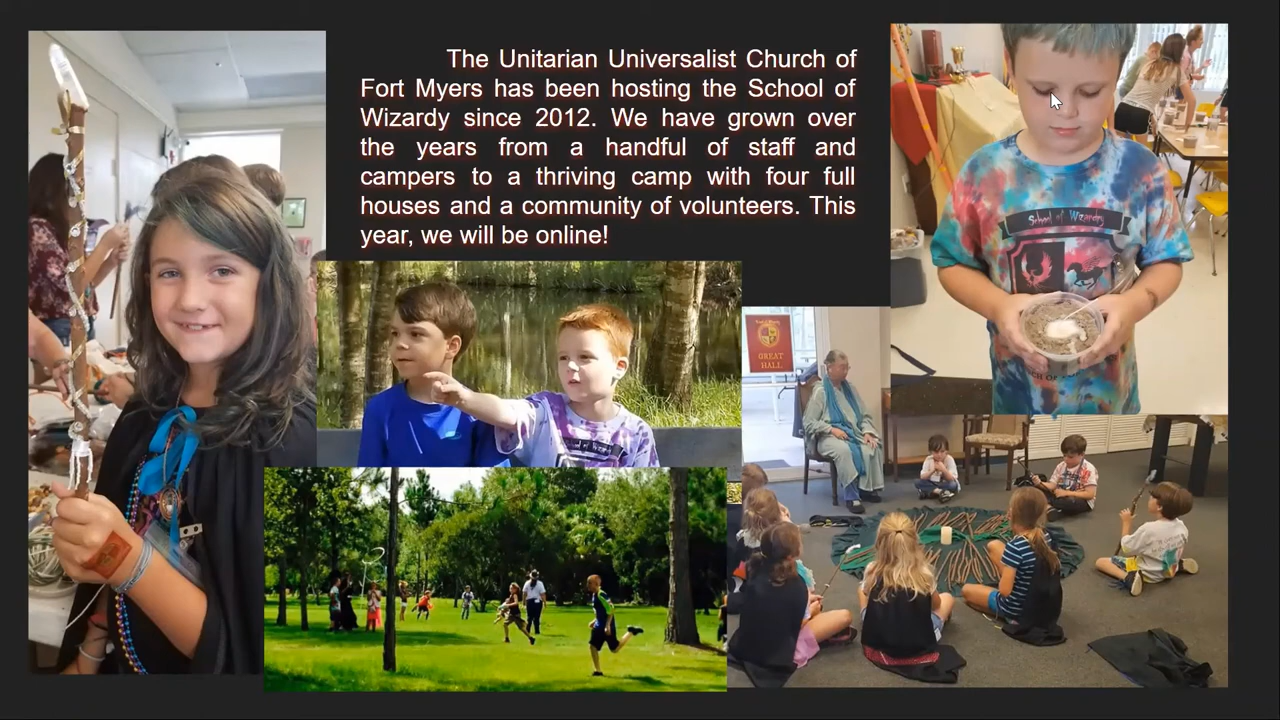 The Unitarian Universalist Church of
Fort Myers has been hosting the School of
Wizardy since 2012. We have grown over
the years from a handful of staff and
campers to a thriving camp with four full
houses and a community of volunteers. This
year, we will be online!
School of Wizardry
GREAT
HALL